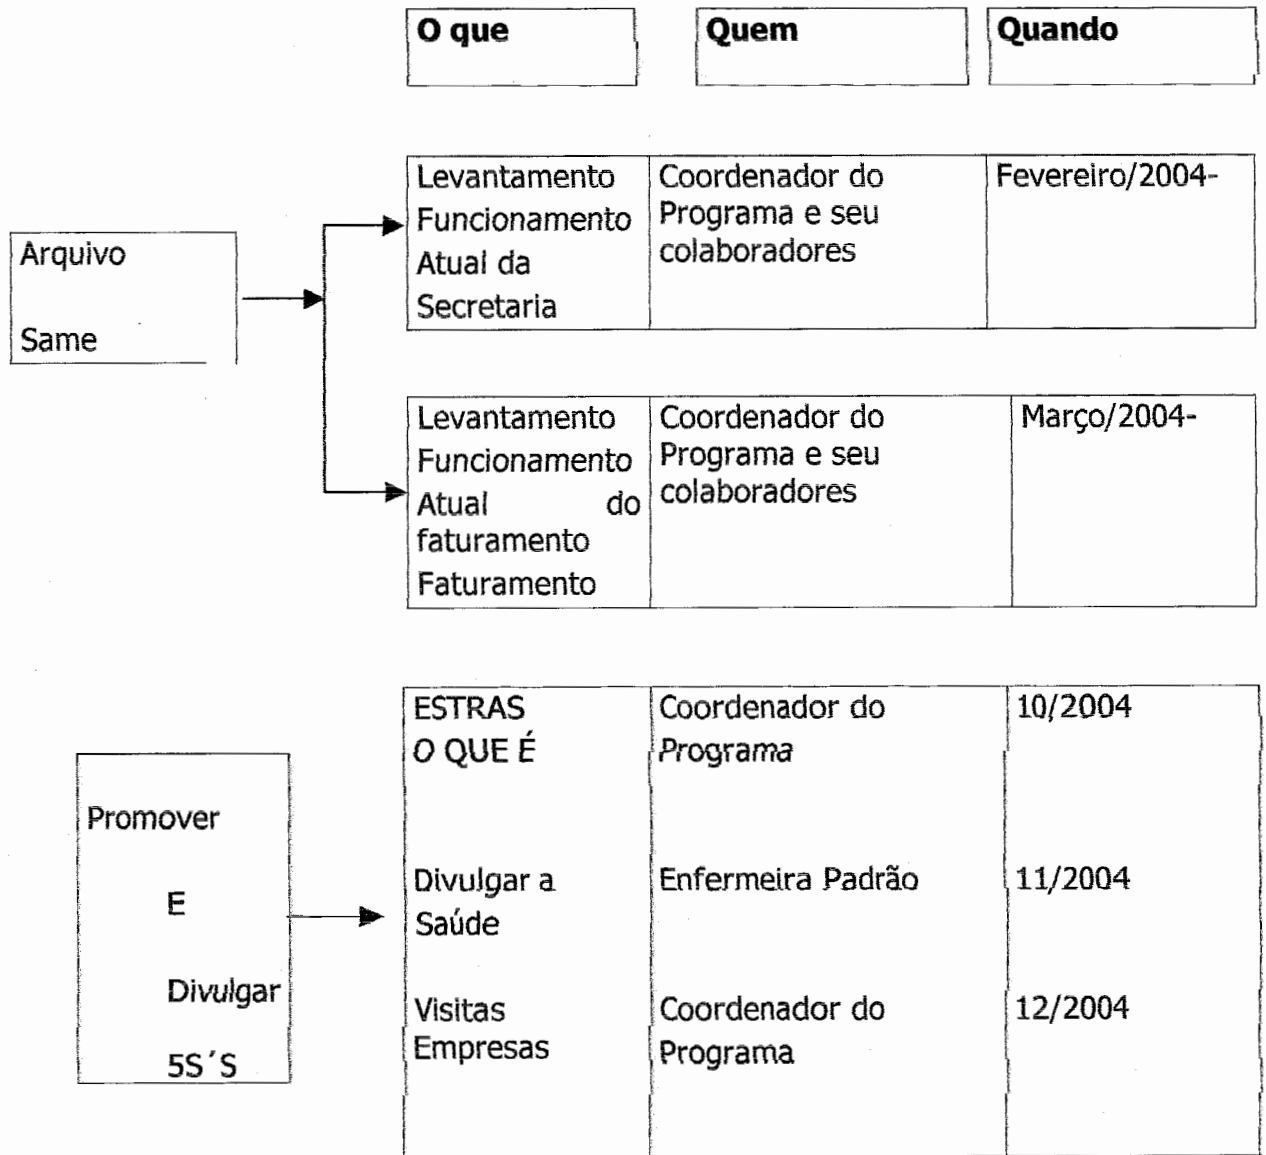 O que
Quem
Quando
Arquivo
Same
Levantamento
Funcionamento
Atual da
Secretaria
Coordenador do
Programa e seu
colaboradores
Fevereiro/2004-
Levantamento
Funcionamento
Atual do
faturamento
Faturamento
Coordenador do
Programa e seu
colaboradores
Março/2004-
Promover
E
Divulgar
5S´S
ESTRAS
O QUE É
Coordenador do
Programa
10/2004
Divulgar a
Saúde
Enfermeira Padrão
11/2004
Visitas
Empresas
Coordenador do
Programa
12/2004